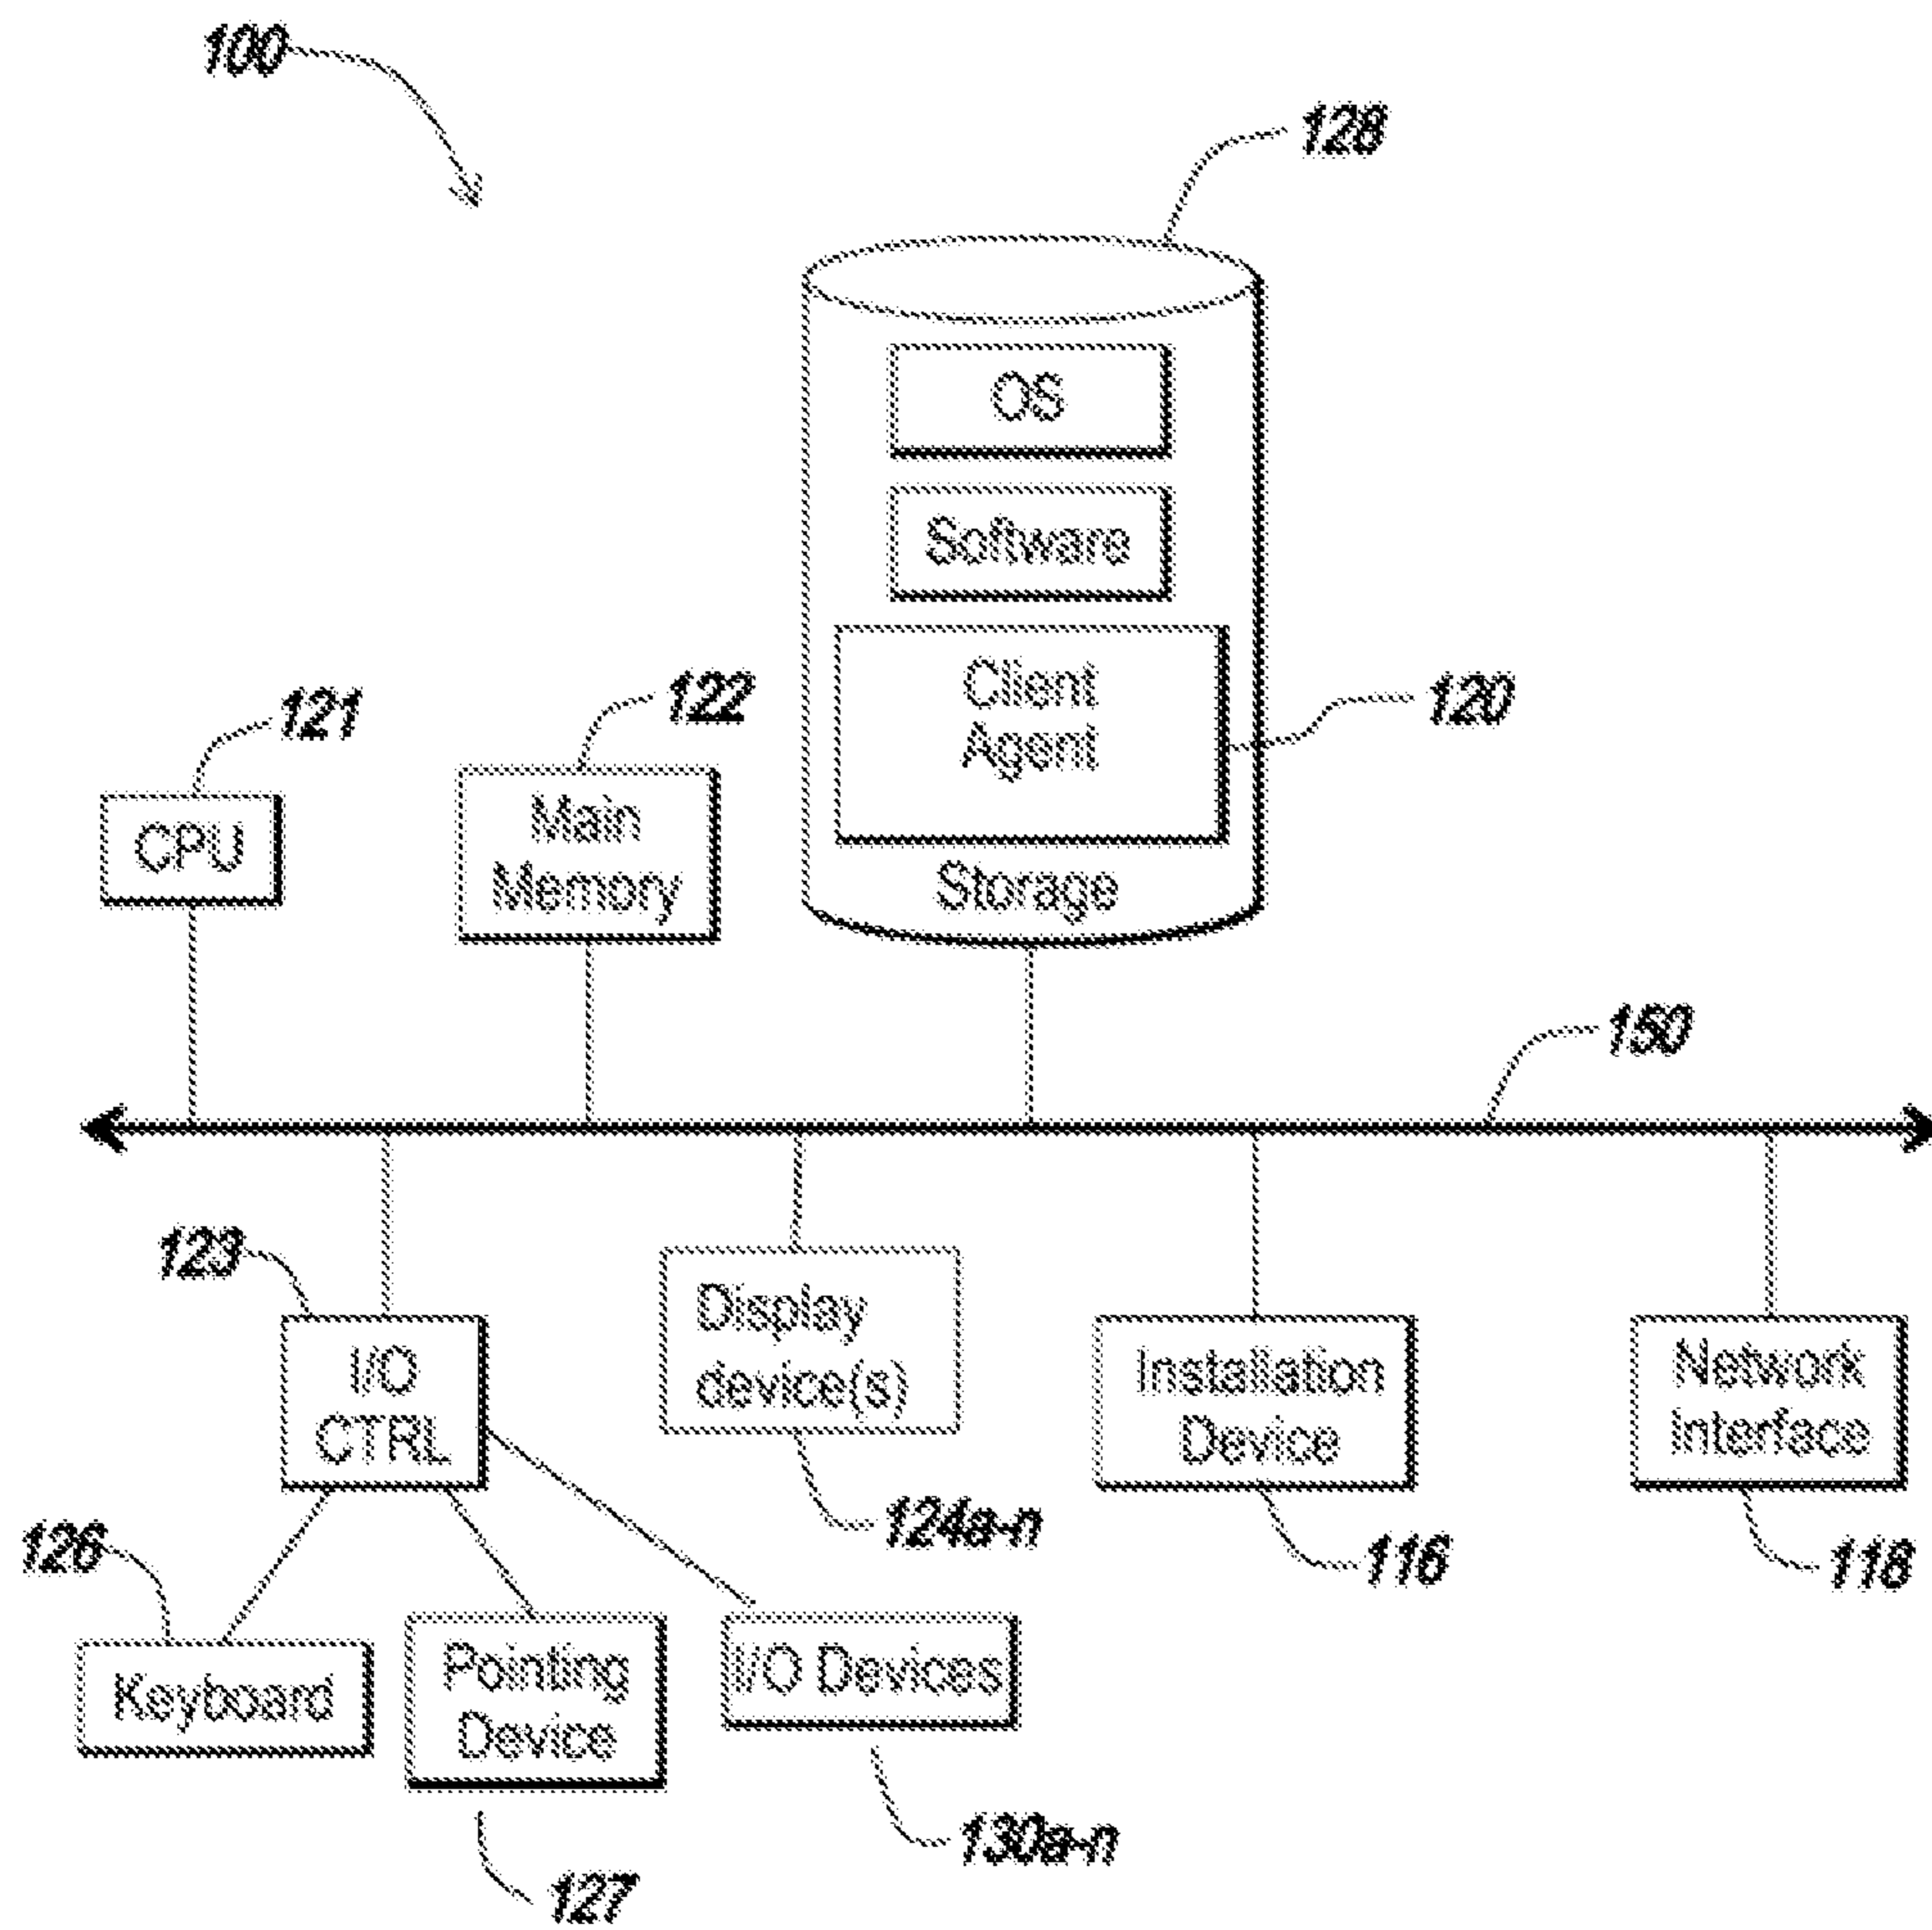 100
128
OS
Software
Client
Agent
120
Storage
121
CPU
122
Main
Memory
150
123
I/O
CTRL
Display
device(s)
124a-n
Installation
Device
116
Network
Interface
118
126
Keyboard
Pointing
Device
127
I/O Devices
130a-n